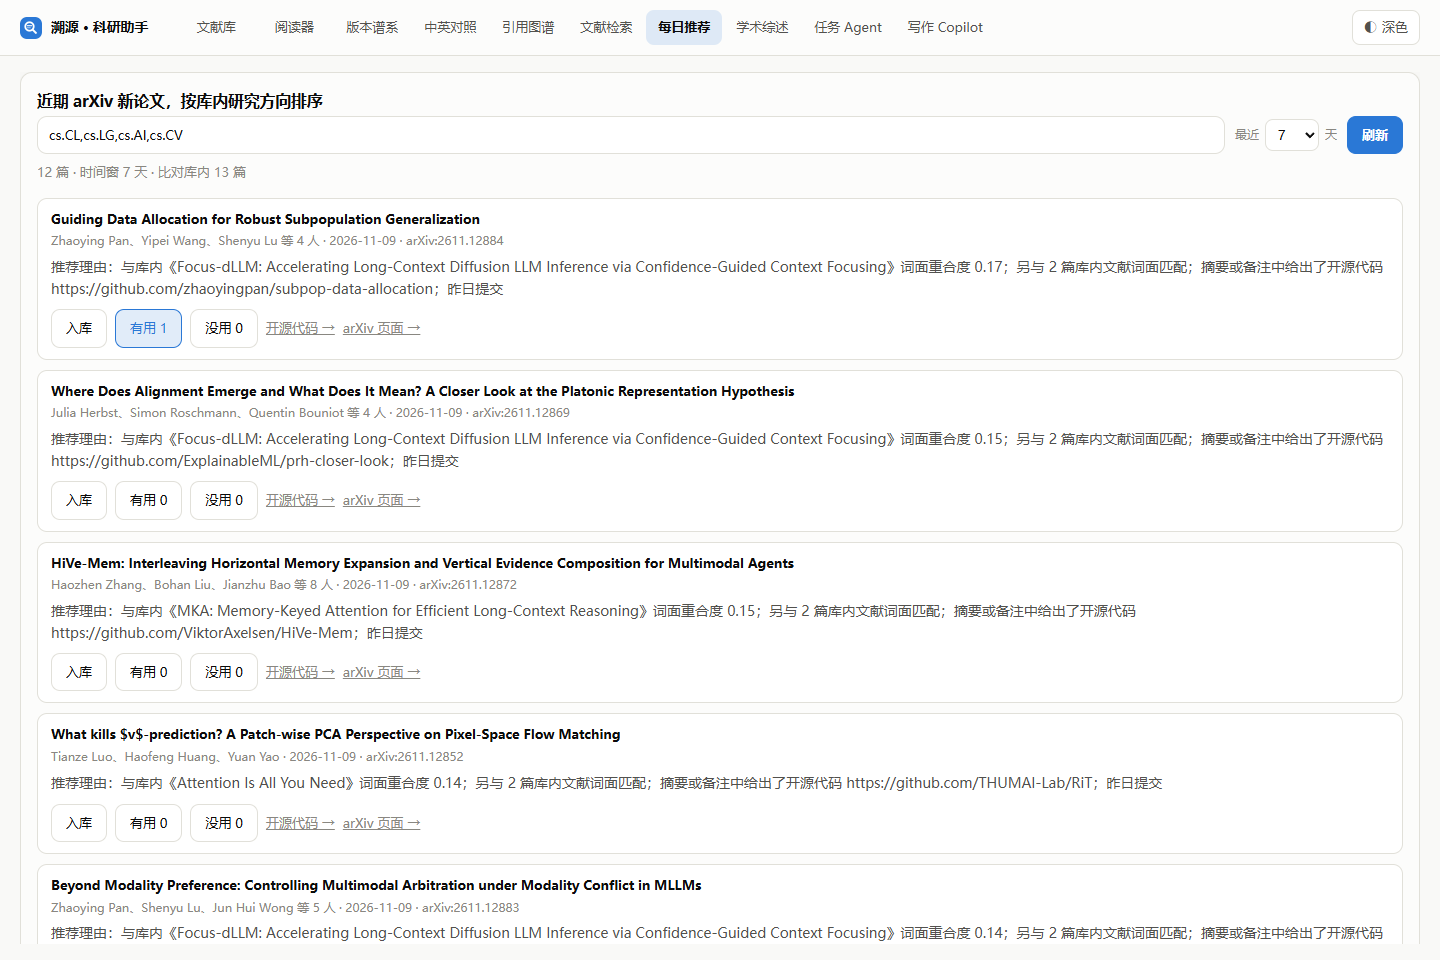 溯源 • 科研助手
文献库
阅读器
版本谱系
中英对照
引用图谱
文献检索
每日推荐
学术综述
任务 Agent
写作 Copilot
深色
近期 arXiv 新论文，按库内研究方向排序
cs.CL,cs.LG,cs.AI,cs.CV
最近
7
天
刷新
12 篇 · 时间窗 7 天 · 比对库内 13 篇
Guiding Data Allocation for Robust Subpopulation Generalization
Zhaoying Pan、Yipei Wang、Shenyu Lu 等 4 人 · 2026-11-09 · arXiv:2611.12884
推荐理由：与库内《Focus-dLLM: Accelerating Long-Context Diffusion LLM Inference via Confidence-Guided Context Focusing》词面重合度 0.17；另与 2 篇库内文献词面匹配；摘要或备注中给出了开源代码
https://github.com/zhaoyingpan/subpop-data-allocation；昨日提交
入库
有用 1
没用 0
开源代码 →
arXiv 页面 →
Where Does Alignment Emerge and What Does It Mean? A Closer Look at the Platonic Representation Hypothesis
Julia Herbst、Simon Roschmann、Quentin Bouniot 等 4 人 · 2026-11-09 · arXiv:2611.12869
推荐理由：与库内《Focus-dLLM: Accelerating Long-Context Diffusion LLM Inference via Confidence-Guided Context Focusing》词面重合度 0.15；另与 2 篇库内文献词面匹配；摘要或备注中给出了开源代码
https://github.com/ExplainableML/prh-closer-look；昨日提交
入库
有用 0
没用 0
开源代码 →
arXiv 页面 →
HiVe-Mem: Interleaving Horizontal Memory Expansion and Vertical Evidence Composition for Multimodal Agents
Haozhen Zhang、Bohan Liu、Jianzhu Bao 等 8 人 · 2026-11-09 · arXiv:2611.12872
推荐理由：与库内《MKA: Memory-Keyed Attention for Efficient Long-Context Reasoning》词面重合度 0.15；另与 2 篇库内文献词面匹配；摘要或备注中给出了开源代码
https://github.com/ViktorAxelsen/HiVe-Mem；昨日提交
入库
有用 0
没用 0
开源代码 →
arXiv 页面 →
What kills $v$-prediction? A Patch-wise PCA Perspective on Pixel-Space Flow Matching
Tianze Luo、Haofeng Huang、Yuan Yao · 2026-11-09 · arXiv:2611.12852
推荐理由：与库内《Attention Is All You Need》词面重合度 0.14；另与 2 篇库内文献词面匹配；摘要或备注中给出了开源代码 https://github.com/THUMAI-Lab/RiT；昨日提交
入库
有用 0
没用 0
开源代码 →
arXiv 页面 →
Beyond Modality Preference: Controlling Multimodal Arbitration under Modality Conflict in MLLMs
Zhaoying Pan、Shenyu Lu、Jun Hui Wong 等 5 人 · 2026-11-09 · arXiv:2611.12883
推荐理由：与库内《Focus-dLLM: Accelerating Long-Context Diffusion LLM Inference via Confidence-Guided Context Focusing》词面重合度 0.14；另与 2 篇库内文献词面匹配；摘要或备注中给出了开源代码